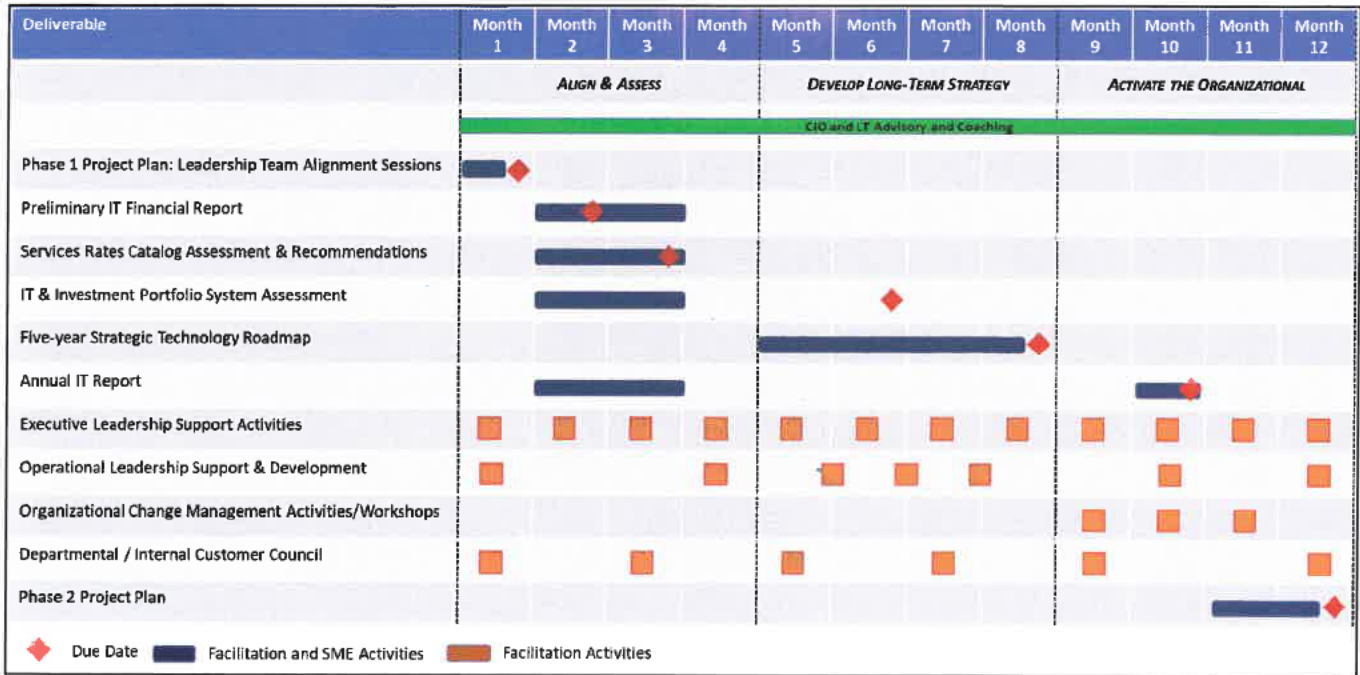 Deliverable Month 1 Month 2 Month 3 Month 4 Month 5 Month 6 Month 7 Month 8 Month 9 Month 10 Month 11 Month 12
ALIGN & ASSESS DEVELOP LONG-TERM STRATEGY ACTIVATE THE ORGANIZATIONAL
CIO and LT Advisory and Coaching
Phase 1 Project Plan: Leadership Team Alignment Sessions
Preliminary IT Financial Report
Services Rates Catalog Assessment & Recommendations
IT & Investment Portfolio System Assessment
Five-year Strategic Technology Roadmap
Annual IT Report
Executive Leadership Support Activities
Operational Leadership Support & Development
Organizational Change Management Activities/Workshops
Departmental / Internal Customer Council
Phase 2 Project Plan
Due Date Facilitation and SME Activities Facilitation Activities